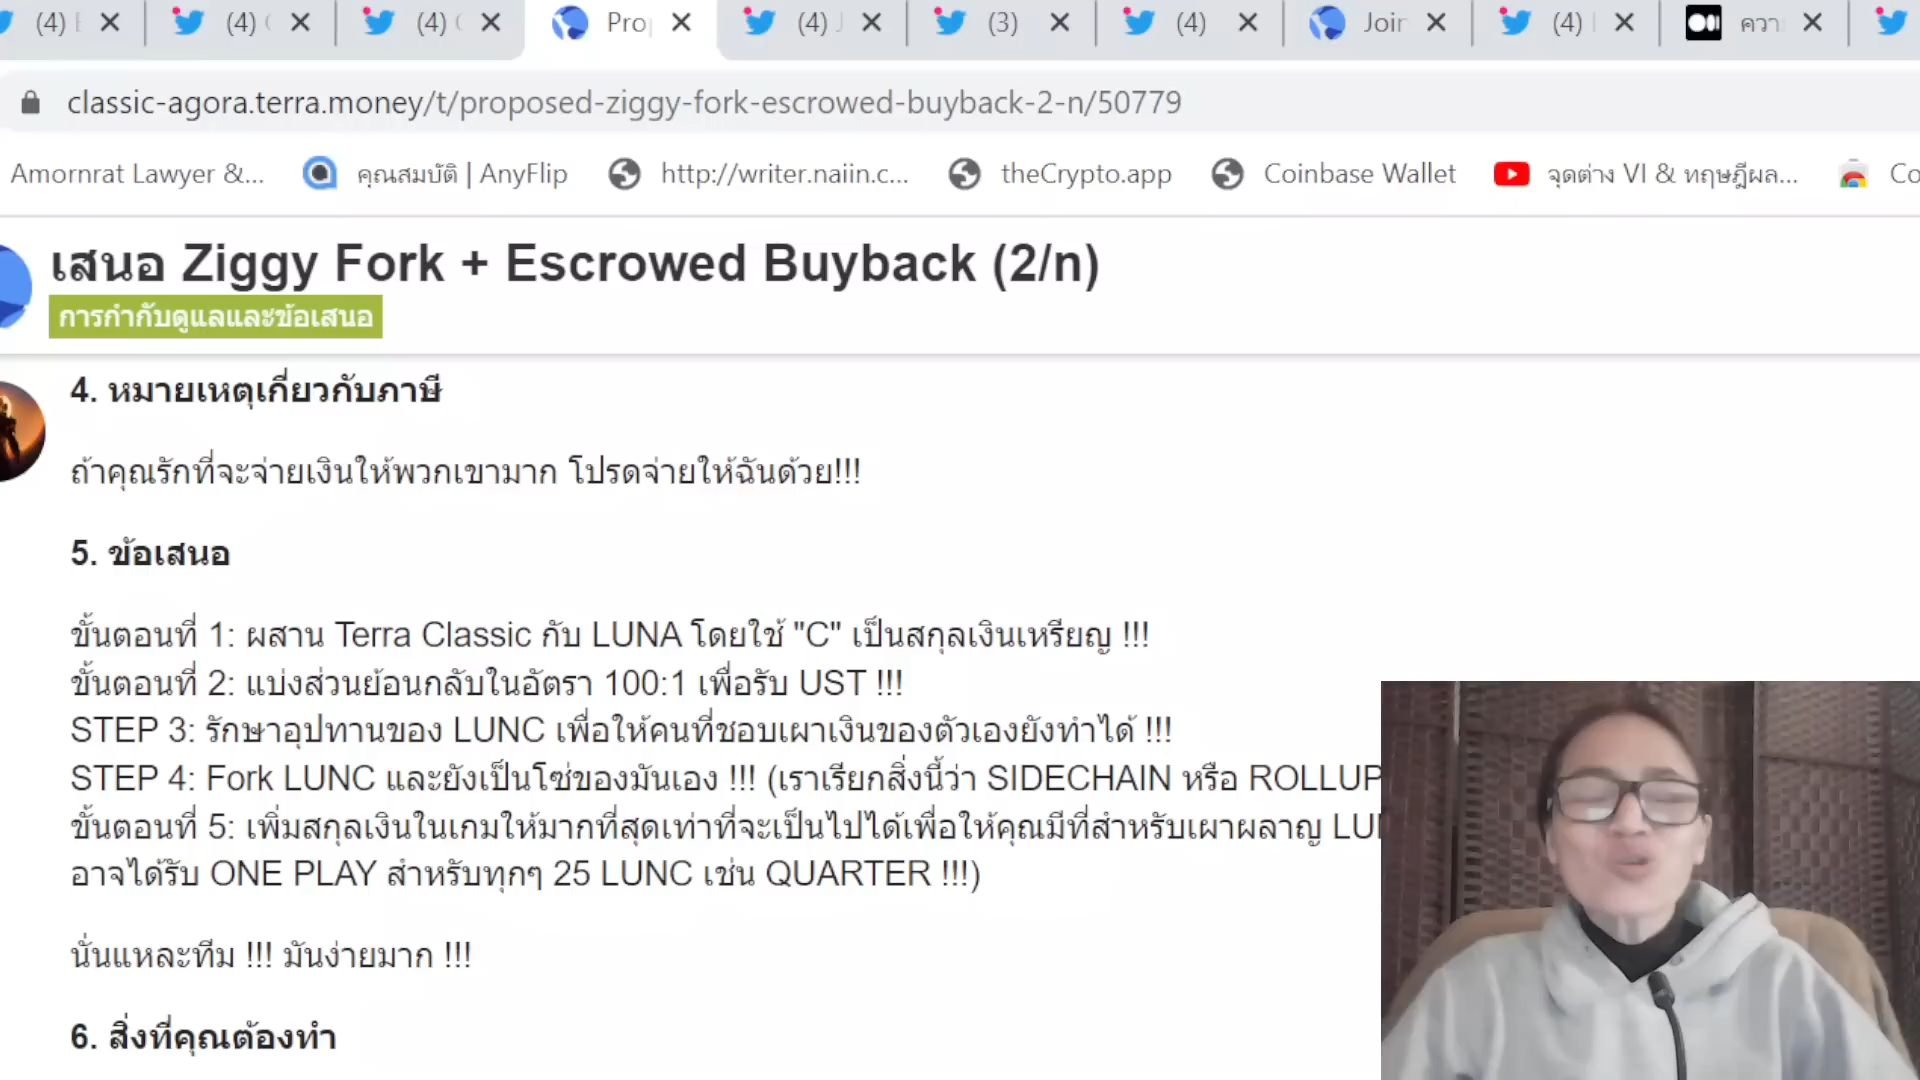 (4) E
(4) (
(4) (
Pro
(4) J
(3)
(4)
Join
(4)
ควา
classic-agora.terra.money/t/proposed-ziggy-fork-escrowed-buyback-2-n/50779
Amornrat Lawyer &... คุณสมบัติ | AnyFlip http://writer.naiin.c... theCrypto.app Coinbase Wallet จุดต่าง VI & ทฤษฎีผล... Co
เสนอ Ziggy Fork + Escrowed Buyback (2/n)
การกำกับดูแลและข้อเสนอ
4. หมายเหตุเกี่ยวกับภาษี
ถ้าคุณรักที่จะจ่ายเงินให้พวกเขามาก โปรดจ่ายให้ฉันด้วย!!!
5. ข้อเสนอ
ขั้นตอนที่ 1: ผสาน Terra Classic กับ LUNA โดยใช้ "C" เป็นสกุลเงินเหรียญ !!!
ขั้นตอนที่ 2: แบ่งส่วนย้อนกลับในอัตรา 100:1 เพื่อรับ UST !!!
STEP 3: รักษาอุปทานของ LUNC เพื่อให้คนที่ชอบเผาเงินของตัวเองยังทำได้ !!!
STEP 4: Fork LUNC และยังเป็นโซ่ของมันเอง !!! (เราเรียกสิ่งนี้ว่า SIDECHAIN หรือ ROLLUP
ขั้นตอนที่ 5: เพิ่มสกุลเงินในเกมให้มากที่สุดเท่าที่จะเป็นไปได้เพื่อให้คุณมีที่สำหรับเผาผลาญ LU
อาจได้รับ ONE PLAY สำหรับทุกๆ 25 LUNC เช่น QUARTER !!!)
นั่นแหละทีม !!! มันง่ายมาก !!!
6. สิ่งที่คุณต้องทำ